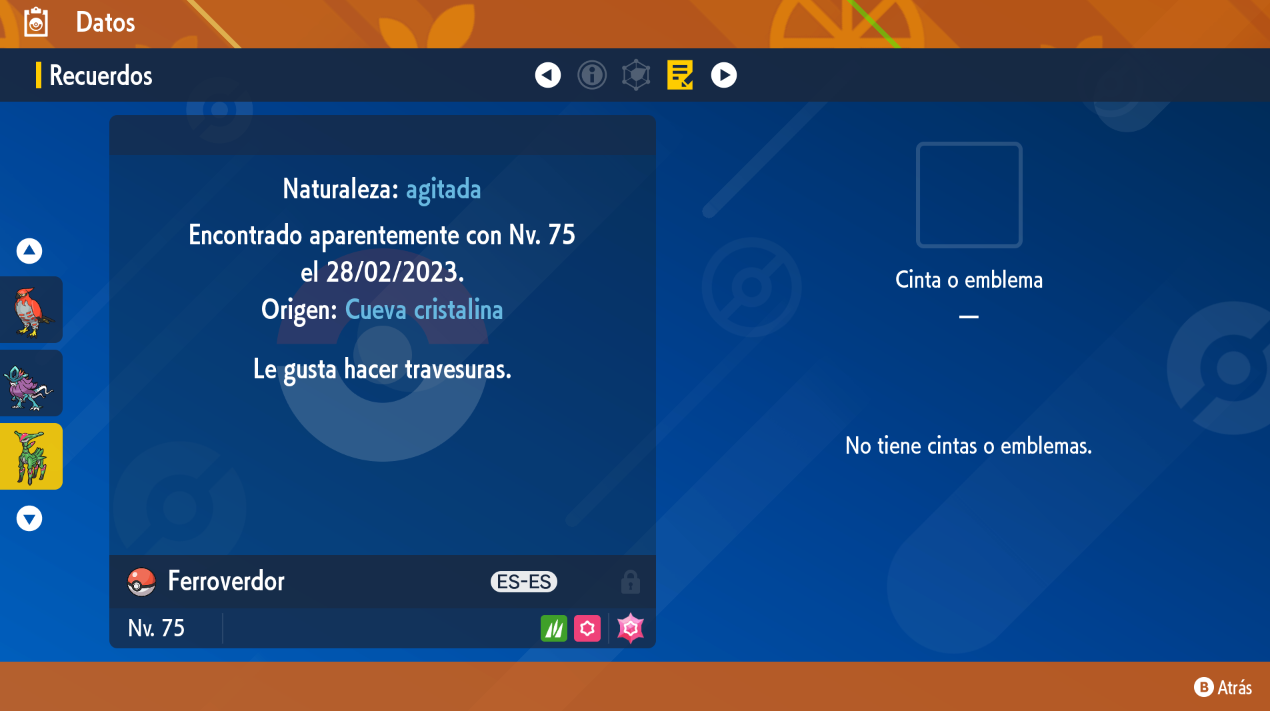 Datos
Recuerdos
Naturaleza: agitada
Encontrado aparentemente con Nv. 75
el 28/02/2023.
Origen: Cueva cristalina
Le gusta hacer travesuras.
Ferroverdor
ES-ES
Nv. 75
Cinta o emblema
—
No tiene cintas o emblemas.
B Atrás